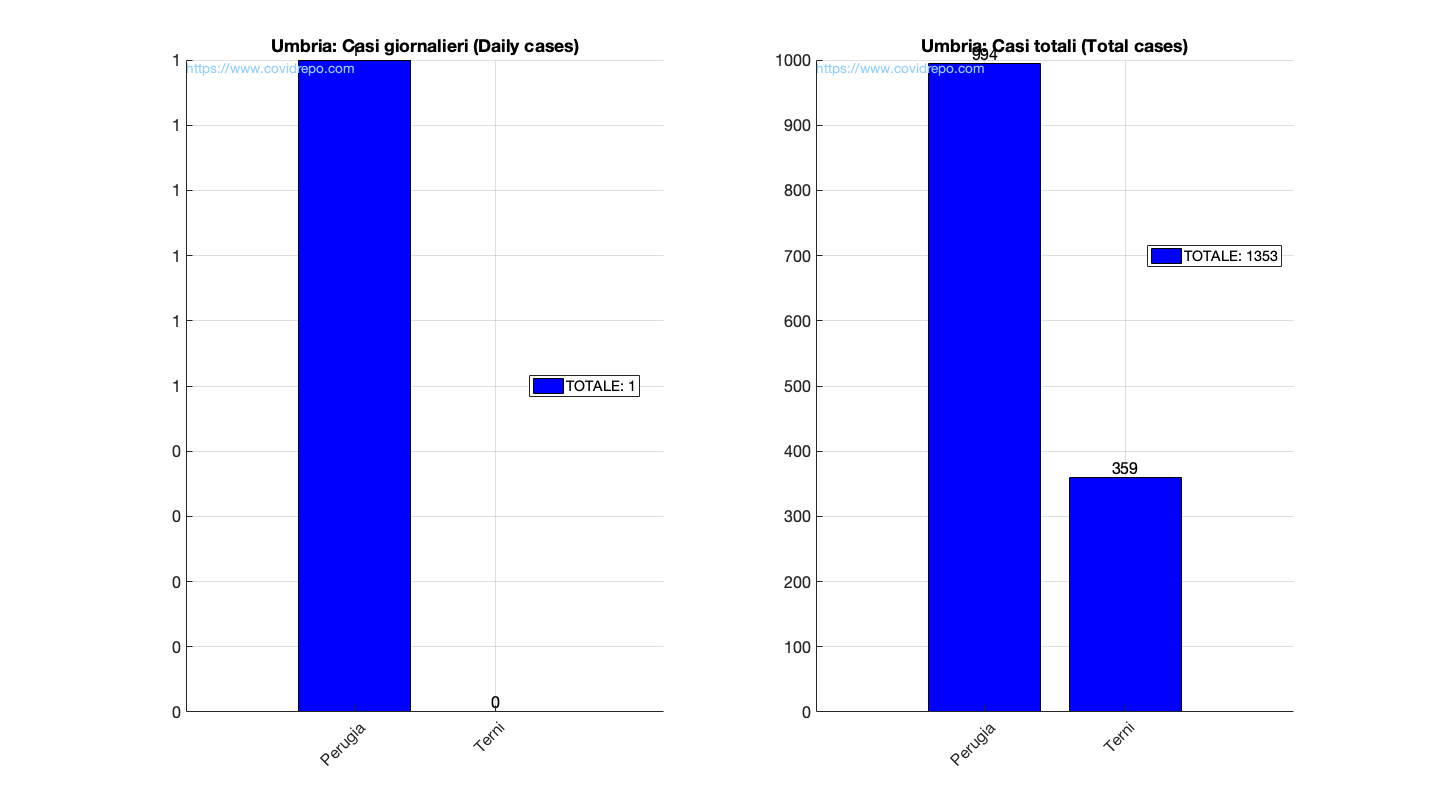 Umbria: Casi giornalieri (Daily cases)
https://www.covidrepo.com
1
1
1
1
1
1
1
0
0
0
0
0
0
TOTALE: 1
Perugia
Terni
Umbria: Casi totali (Total cases)
994
https://www.covidrepo.com
1000
900
800
700
600
500
400
300
200
100
0
359
TOTALE: 1353
Perugia
Terni